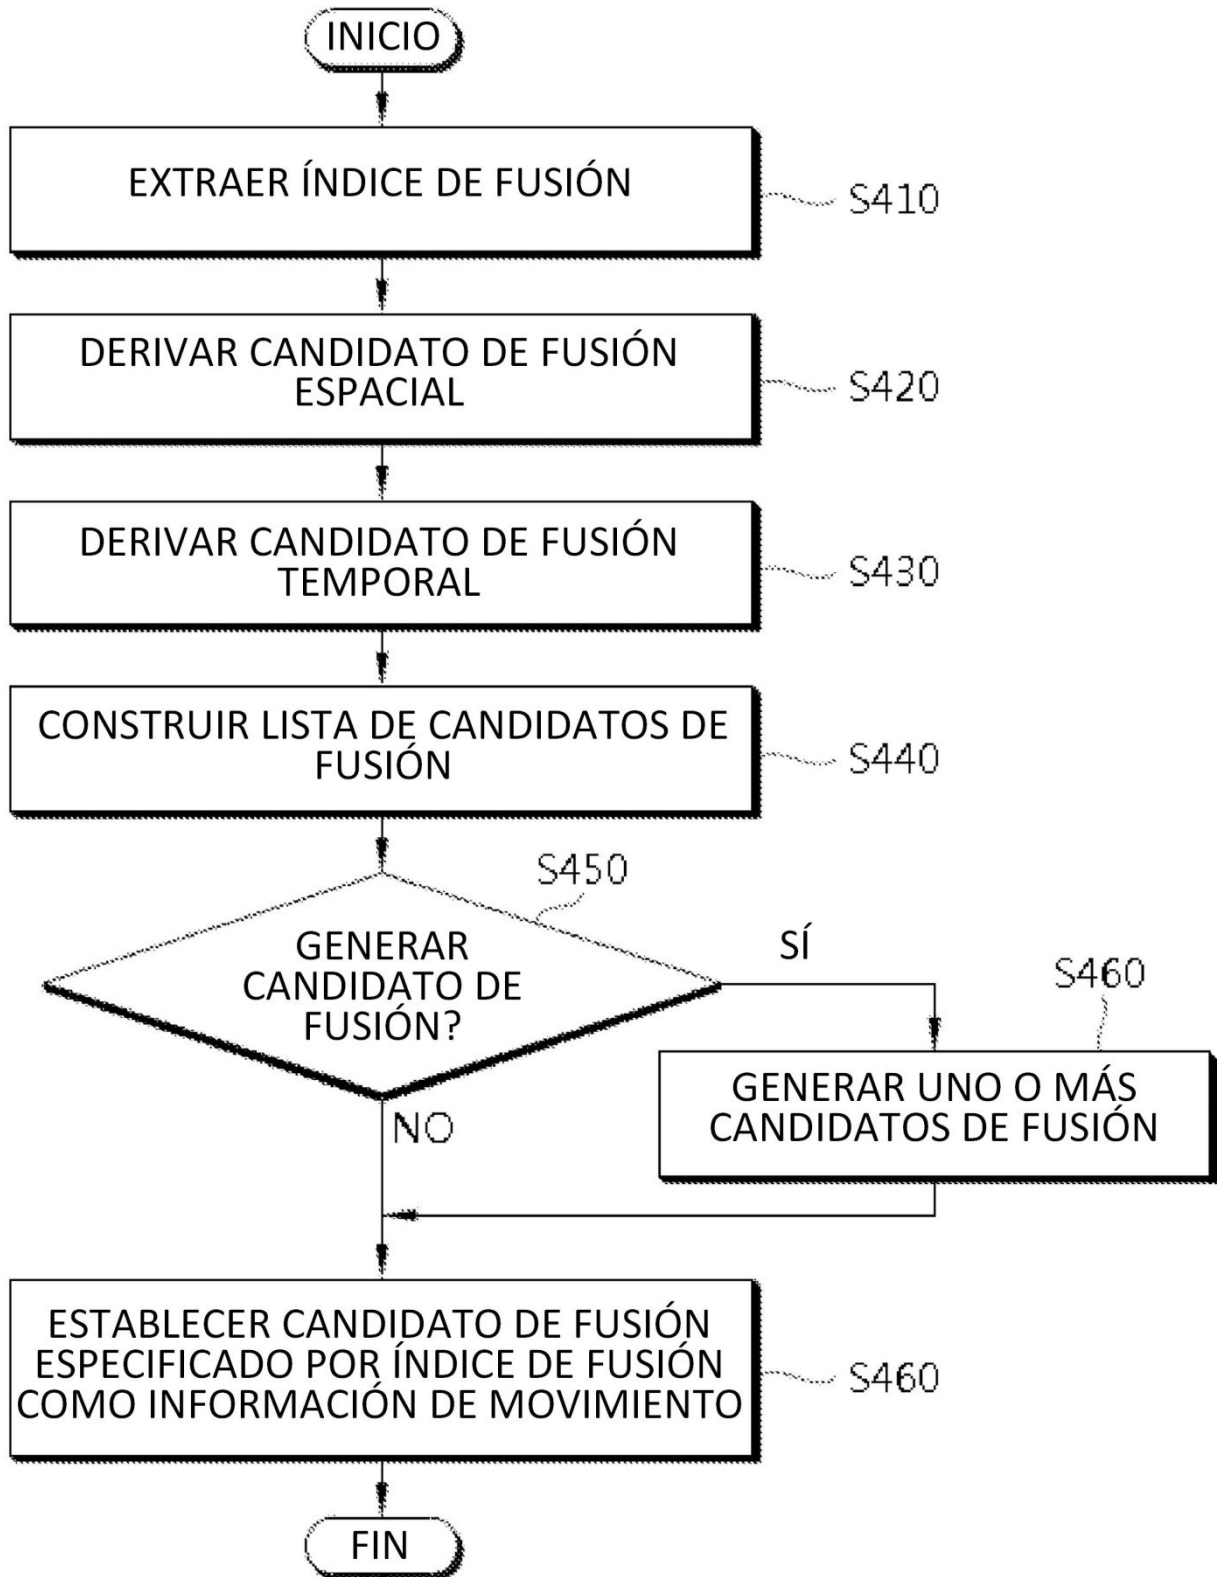 INICIO
EXTRAER ÍNDICE DE FUSIÓN
S410
DERIVAR CANDIDATO DE FUSIÓN
ESPACIAL
S420
DERIVAR CANDIDATO DE FUSIÓN
TEMPORAL
S430
CONSTRUIR LISTA DE CANDIDATOS DE
FUSIÓN
S440
S450
GENERAR
CANDIDATO DE
FUSIÓN?
SÍ
S460
GENERAR UNO O MÁS
CANDIDATOS DE FUSIÓN
NO
ESTABLECER CANDIDATO DE FUSIÓN
ESPECIFICADO POR ÍNDICE DE FUSIÓN
COMO INFORMACIÓN DE MOVIMIENTO
S460
FIN